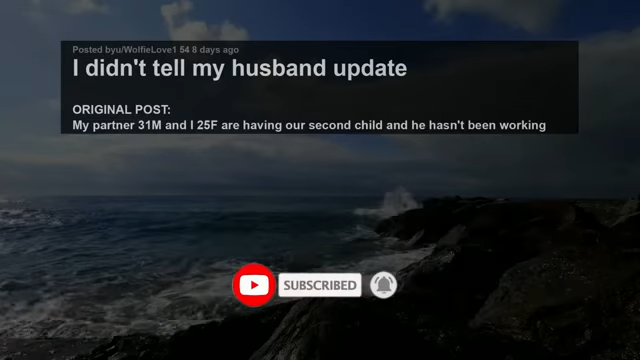 Posted byu/WolfieLove1 54 8 days ago
I didn't tell my husband update
ORIGINAL POST:
My partner 31M and I 25F are having our second child and he hasn't been working
SUBSCRIBED